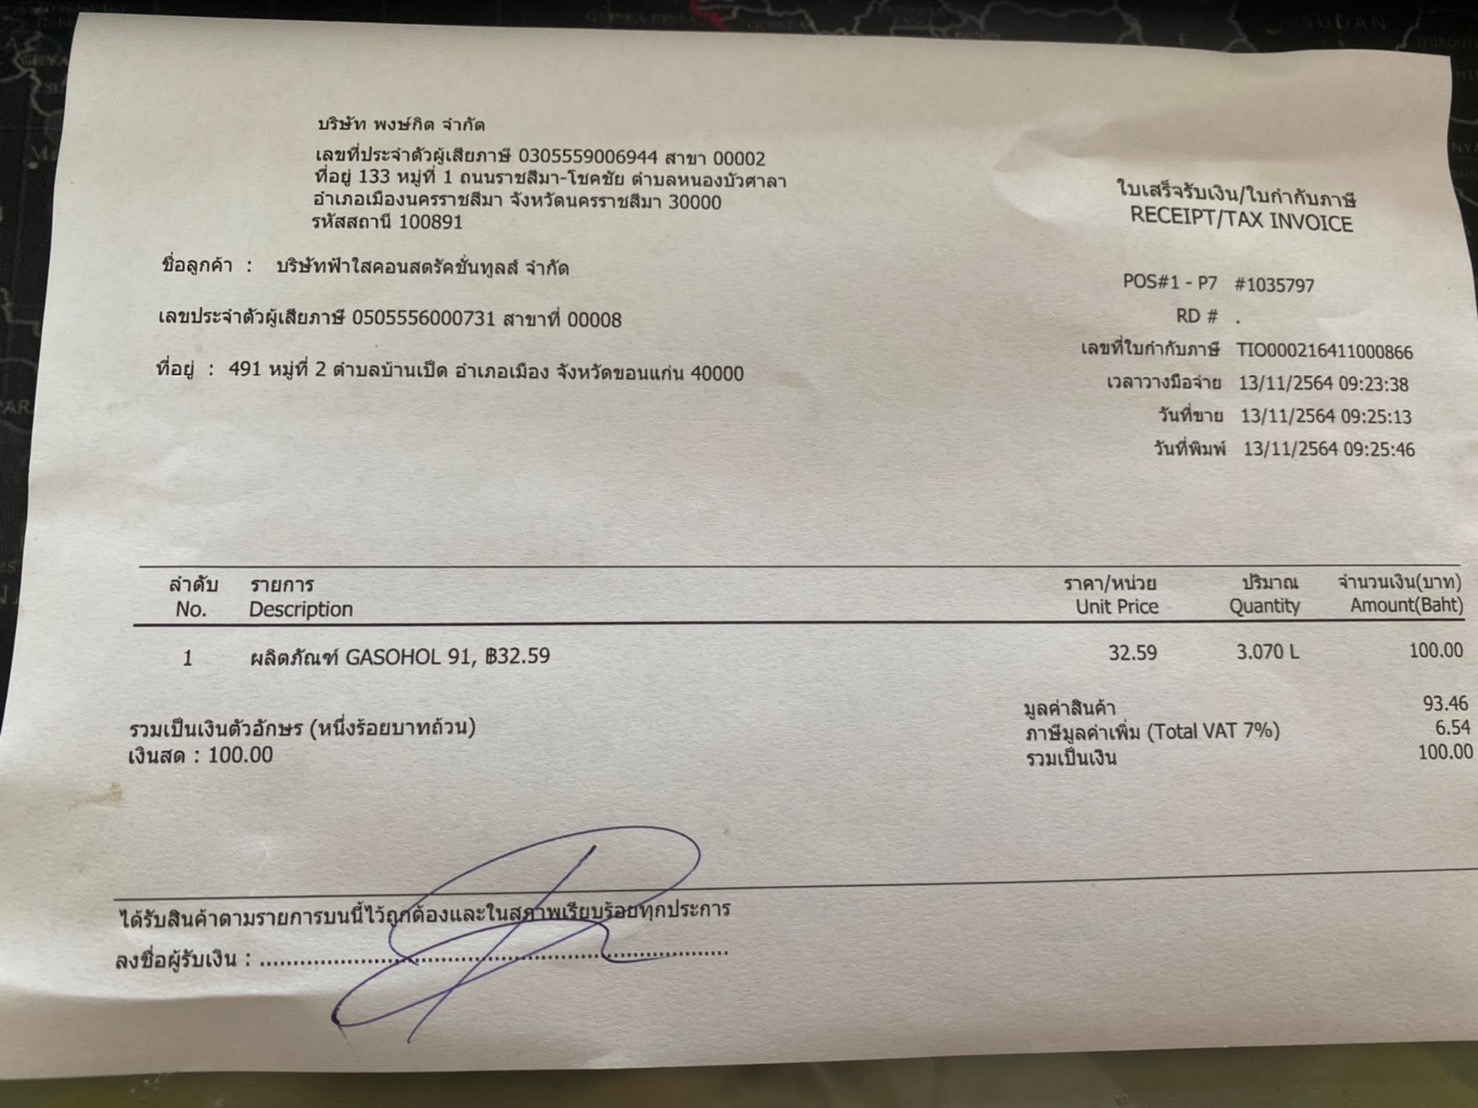 บริษัท พงษ์กิต จำกัด
เลขที่ประจำตัวผู้เสียภาษี 0305559006944 สาขา 00002
ที่อยู่ 133 หมู่ที่ 1 ถนนราชสีมา-โชคชัย ตำบลหนองบัวศาลา
อำเภอเมืองนครราชสีมา จังหวัดนครราชสีมา 30000
รหัสสถานี 100891
ใบเสร็จรับเงิน/ใบกำกับภาษี
RECEIPT/TAX INVOICE
ชื่อลูกค้า : บริษัทฟ้าใสคอนสตรัคชั่นทูลส์ จำกัด
เลขประจำตัวผู้เสียภาษี 0505556000731 สาขาที่ 00008
ที่อยู่ : 491 หมู่ที่ 2 ตำบลบ้านเป็ด อำเภอเมือง จังหวัดขอนแก่น 40000
POS#1 - P7 #1035797
RD # .
เลขที่ใบกำกับภาษี TIO000216411000866
เวลาวางมือจ่าย 13/11/2564 09:23:38
วันที่ขาย 13/11/2564 09:25:13
วันที่พิมพ์ 13/11/2564 09:25:46
ลำดับ รายการ ราคา/หน่วย ปริมาณ จำนวนเงิน(บาท)
No. Description Unit Price Quantity Amount(Baht)
1 ผลิตภัณฑ์ GASOHOL 91, ฿32.59 32.59 3.070 L 100.00
มูลค่าสินค้า 93.46
รวมเป็นเงินตัวอักษร (หนึ่งร้อยบาทถ้วน) ภาษีมูลค่าเพิ่ม (Total VAT 7%) 6.54
เงินสด : 100.00 รวมเป็นเงิน 100.00
ได้รับสินค้าตามรายการบนนี้ไว้ถูกต้องและในสภาพเรียบร้อยทุกประการ
ลงชื่อผู้รับเงิน :